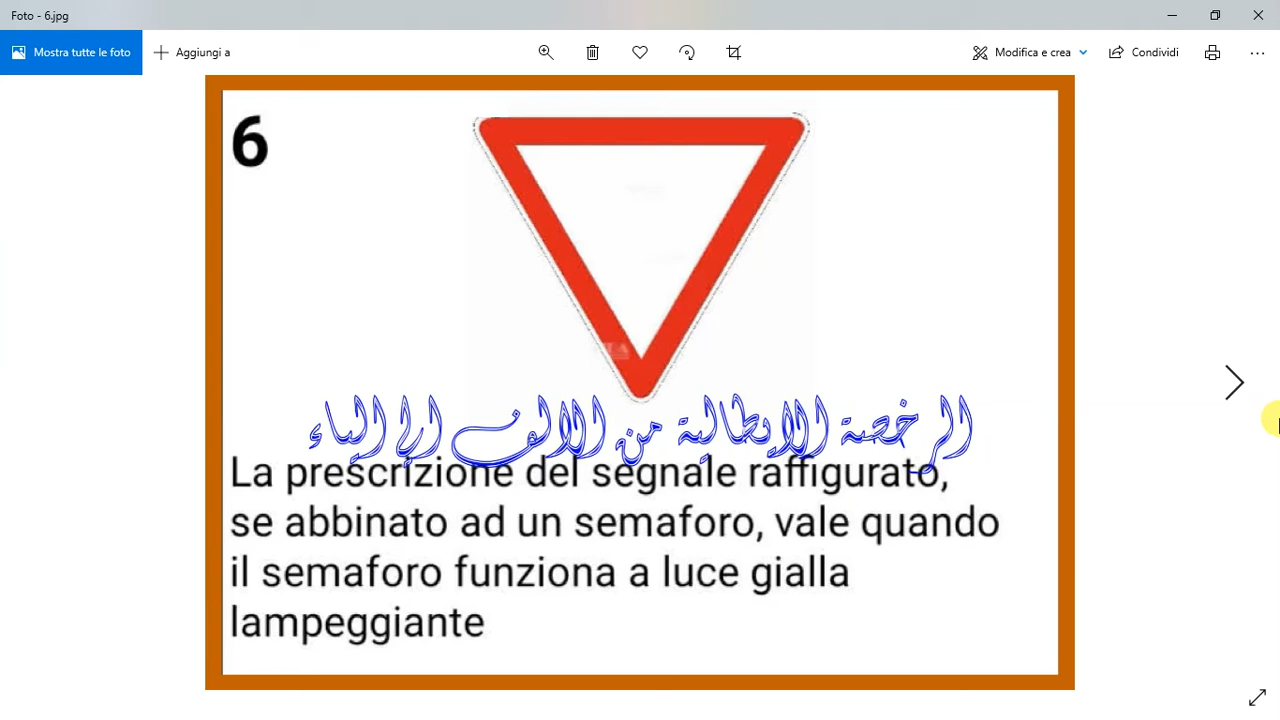 Foto - 6.jpg
Mostra tutte le foto
Aggiungi a
Modifica e crea
Condividi
6
الرخصة الإيطالية من الالف الى الياء
La prescrizione del segnale raffigurato,
se abbinato ad un semaforo, vale quando
il semaforo funziona a luce gialla
lampeggiante